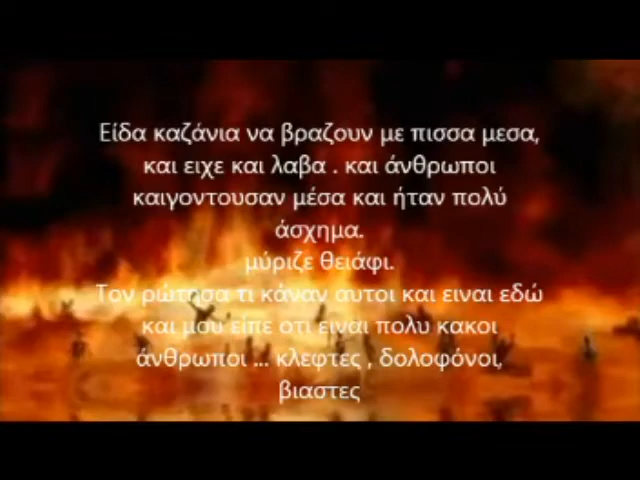 Είδα καζάνια να βραζουν με πισσα μεσα,
και ειχε και λαβα . και άνθρωποι
καιγοντουσαν μέσα και ήταν πολύ
άσχημα.
μύριζε θειάφι.
Τον ρώτησα τι κάναν αυτοι και ειναι εδώ
και μου είπε οτι ειναι πολυ κακοι
άνθρωποι ... κλεφτες , δολοφόνοι,
βιαστες